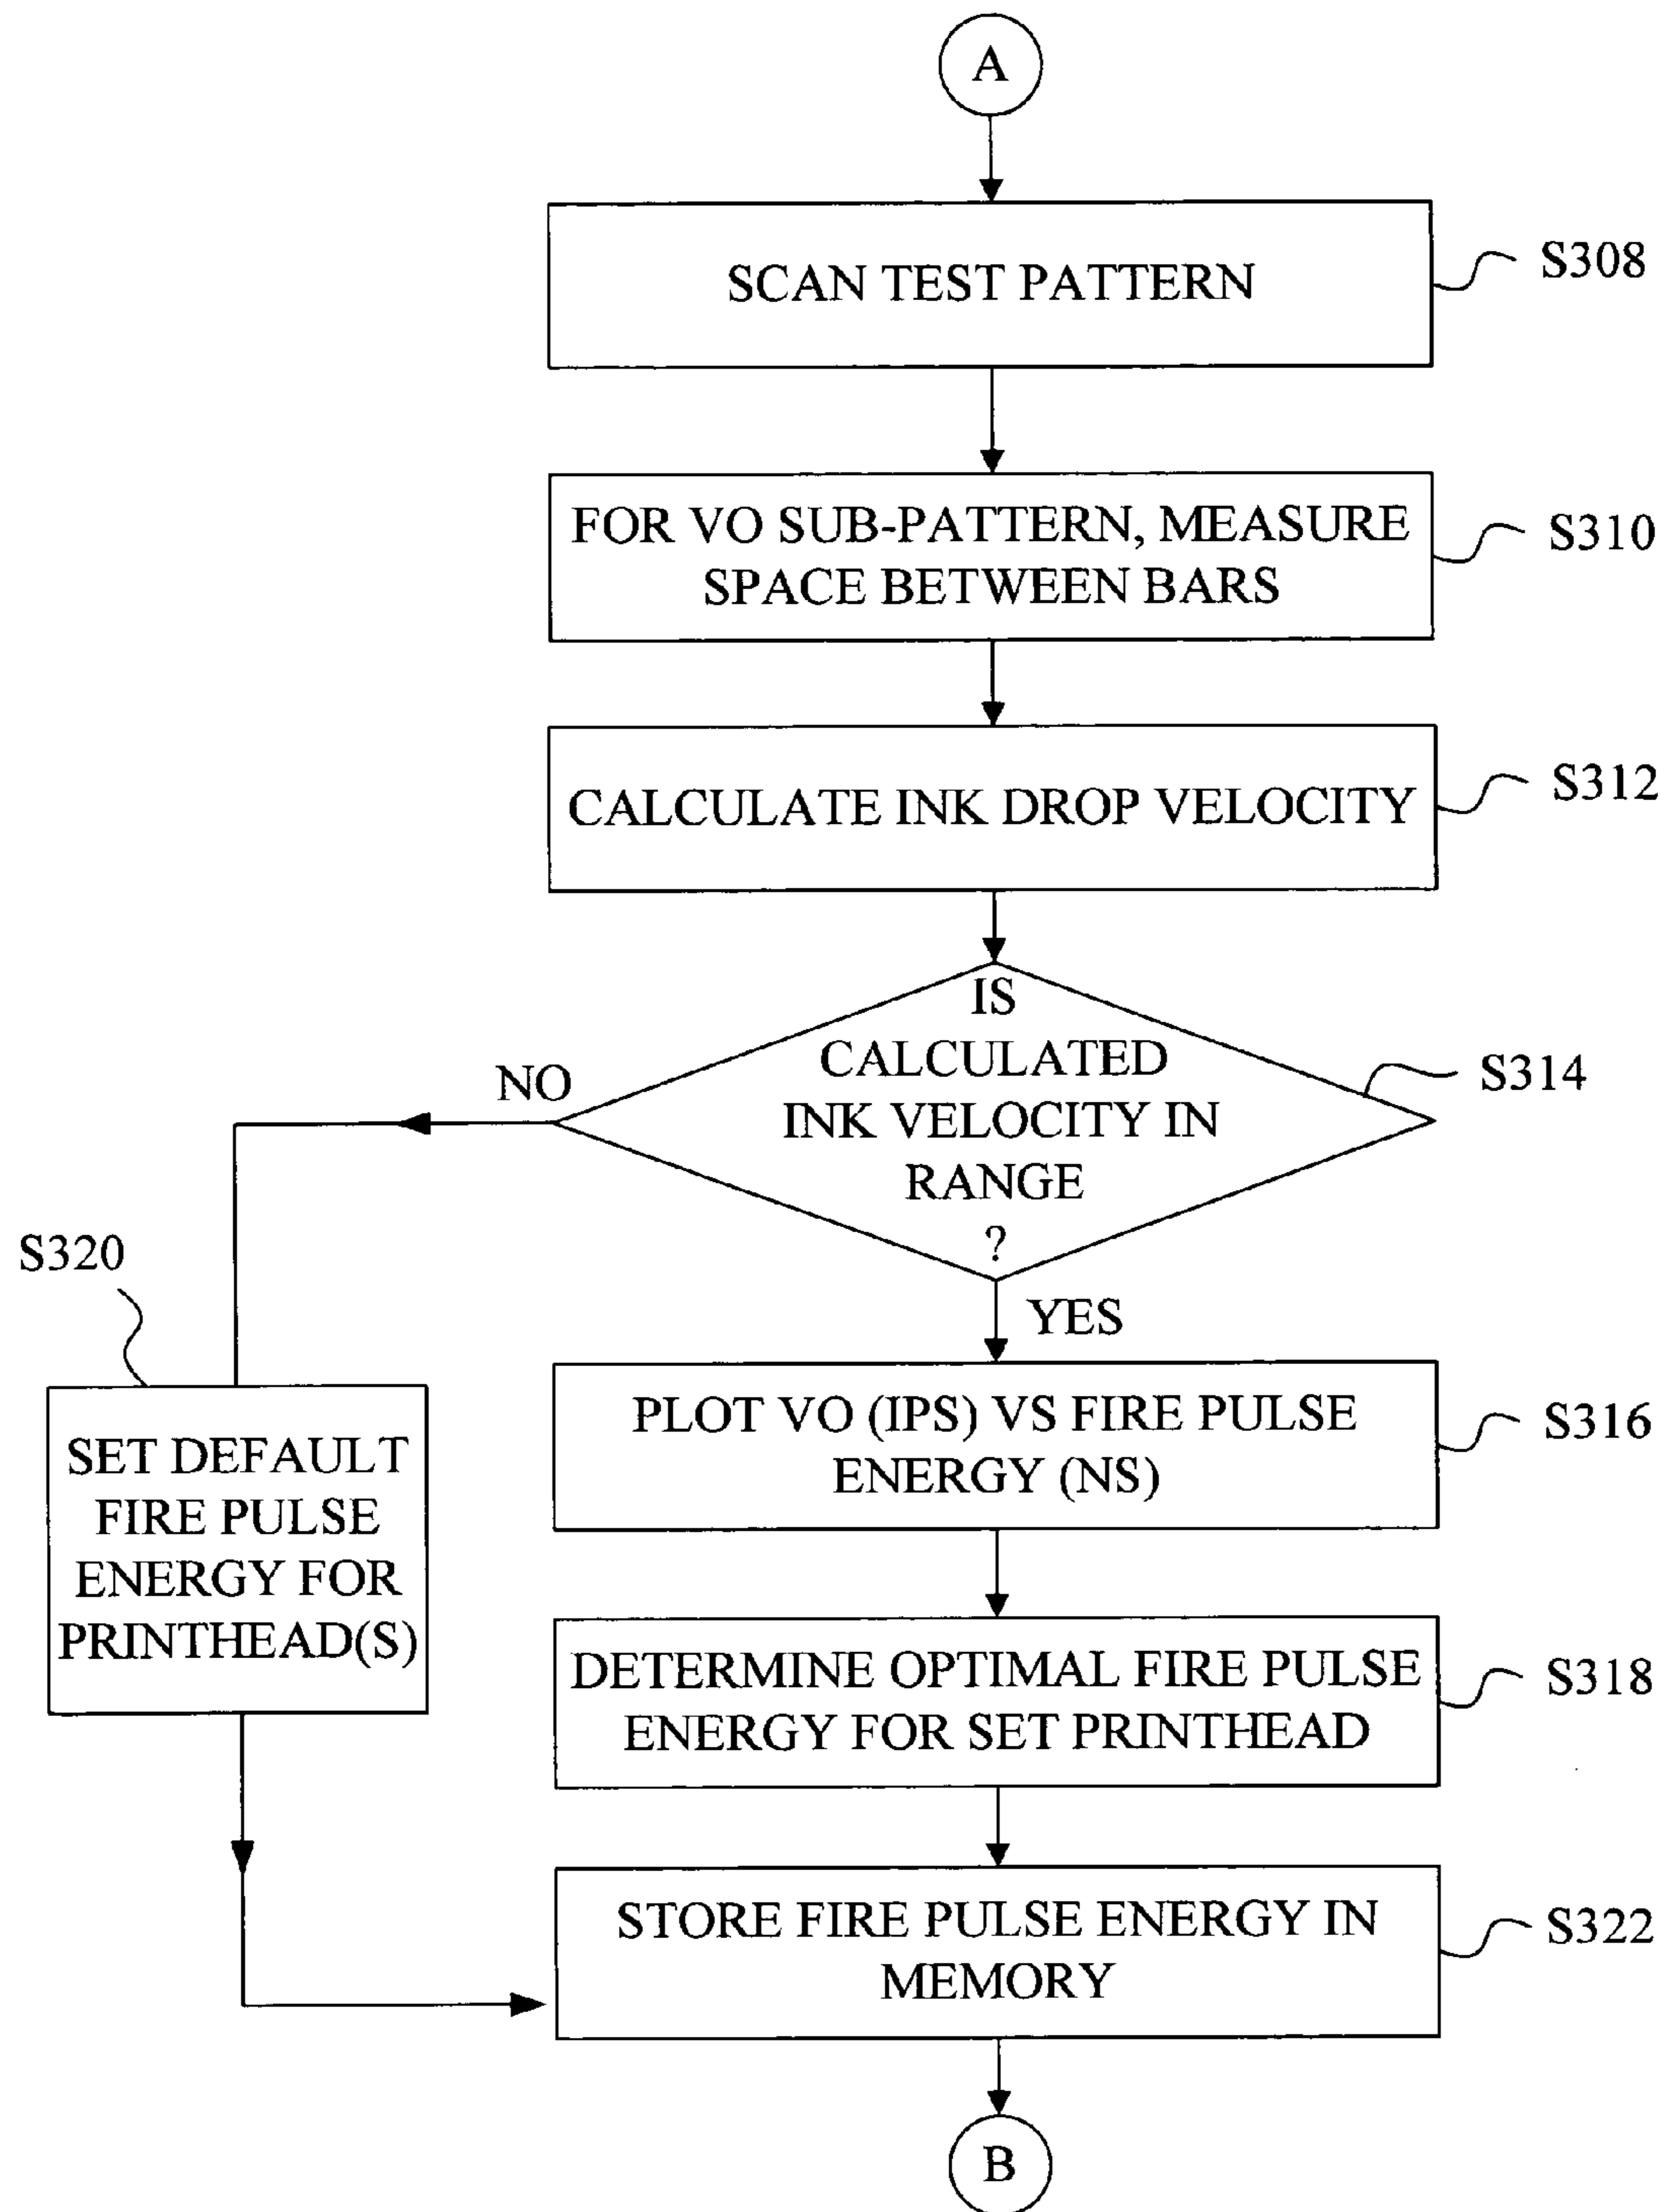 A
SCAN TEST PATTERN
S308
FOR VO SUB-PATTERN, MEASURE
SPACE BETWEEN BARS
S310
CALCULATE INK DROP VELOCITY
S312
IS
CALCULATED
INK VELOCITY IN
RANGE
?
S314
NO
YES
S320
SET DEFAULT
FIRE PULSE
ENERGY FOR
PRINTHEAD(S)
PLOT VO (IPS) VS FIRE PULSE
ENERGY (NS)
S316
DETERMINE OPTIMAL FIRE PULSE
ENERGY FOR SET PRINTHEAD
S318
STORE FIRE PULSE ENERGY IN
MEMORY
S322
B